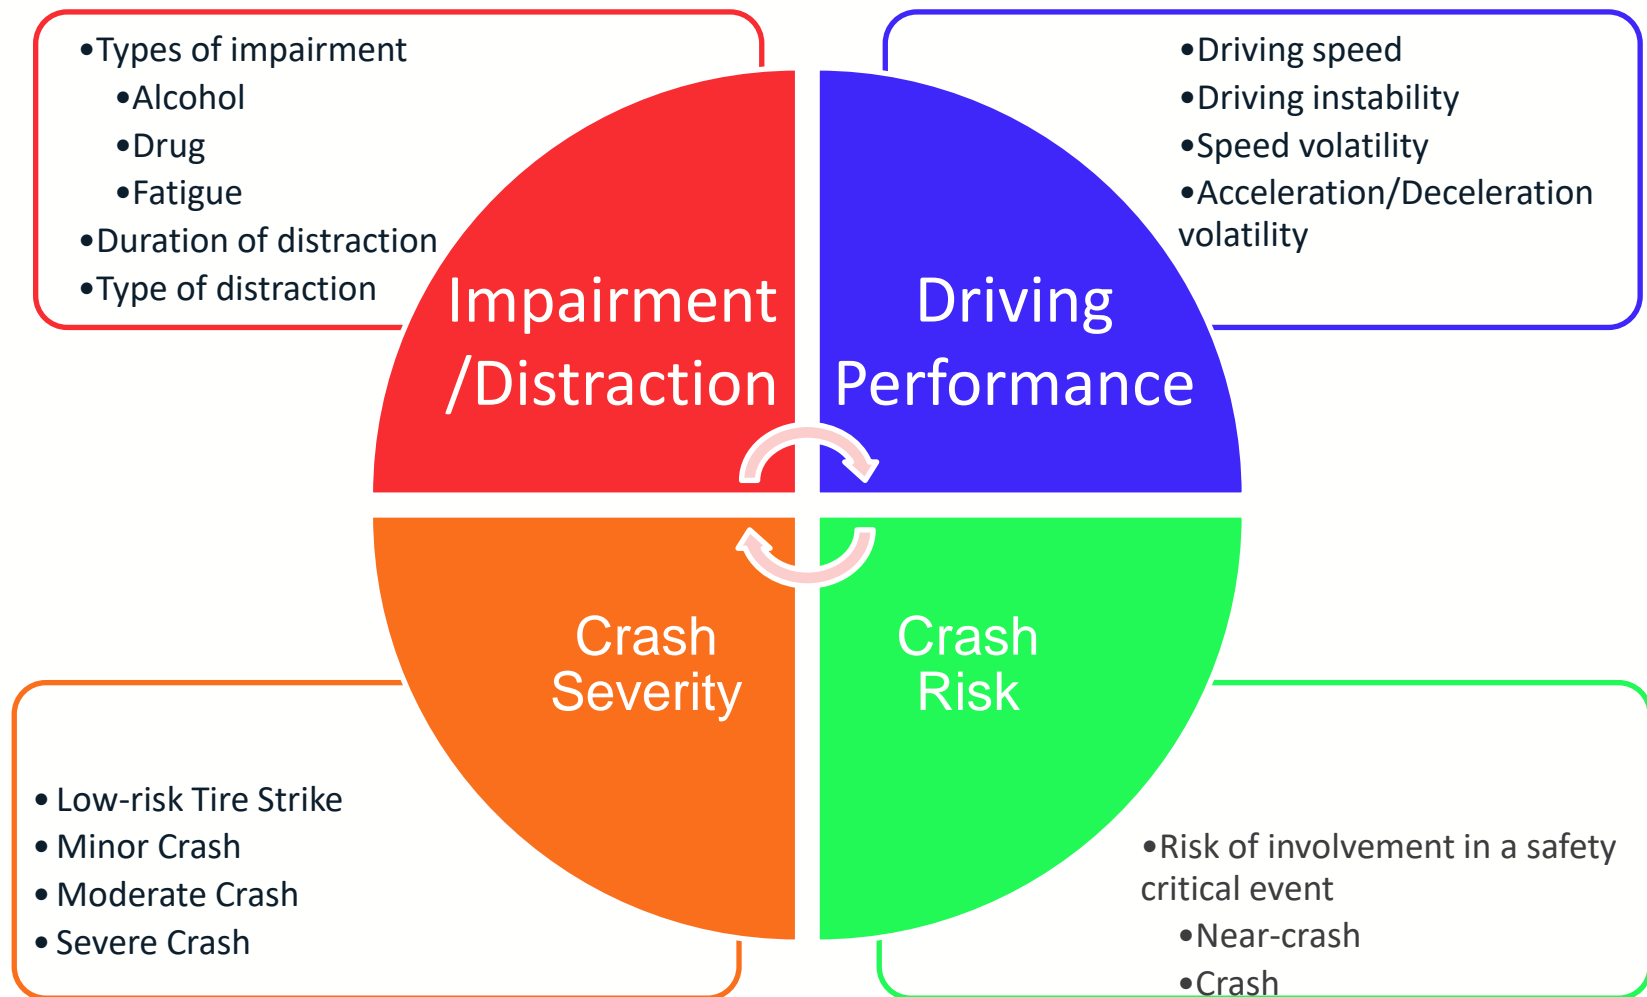 •Types of impairment
•Alcohol
•Drug
•Fatigue
•Duration of distraction
•Type of distraction
Impairment
/Distraction
•Driving speed
•Driving instability
•Speed volatility
•Acceleration/Deceleration
volatility
Driving
Performance
Crash
Severity
• Low-risk Tire Strike
• Minor Crash
• Moderate Crash
• Severe Crash
Crash
Risk
•Risk of involvement in a safety
critical event
•Near-crash
•Crash